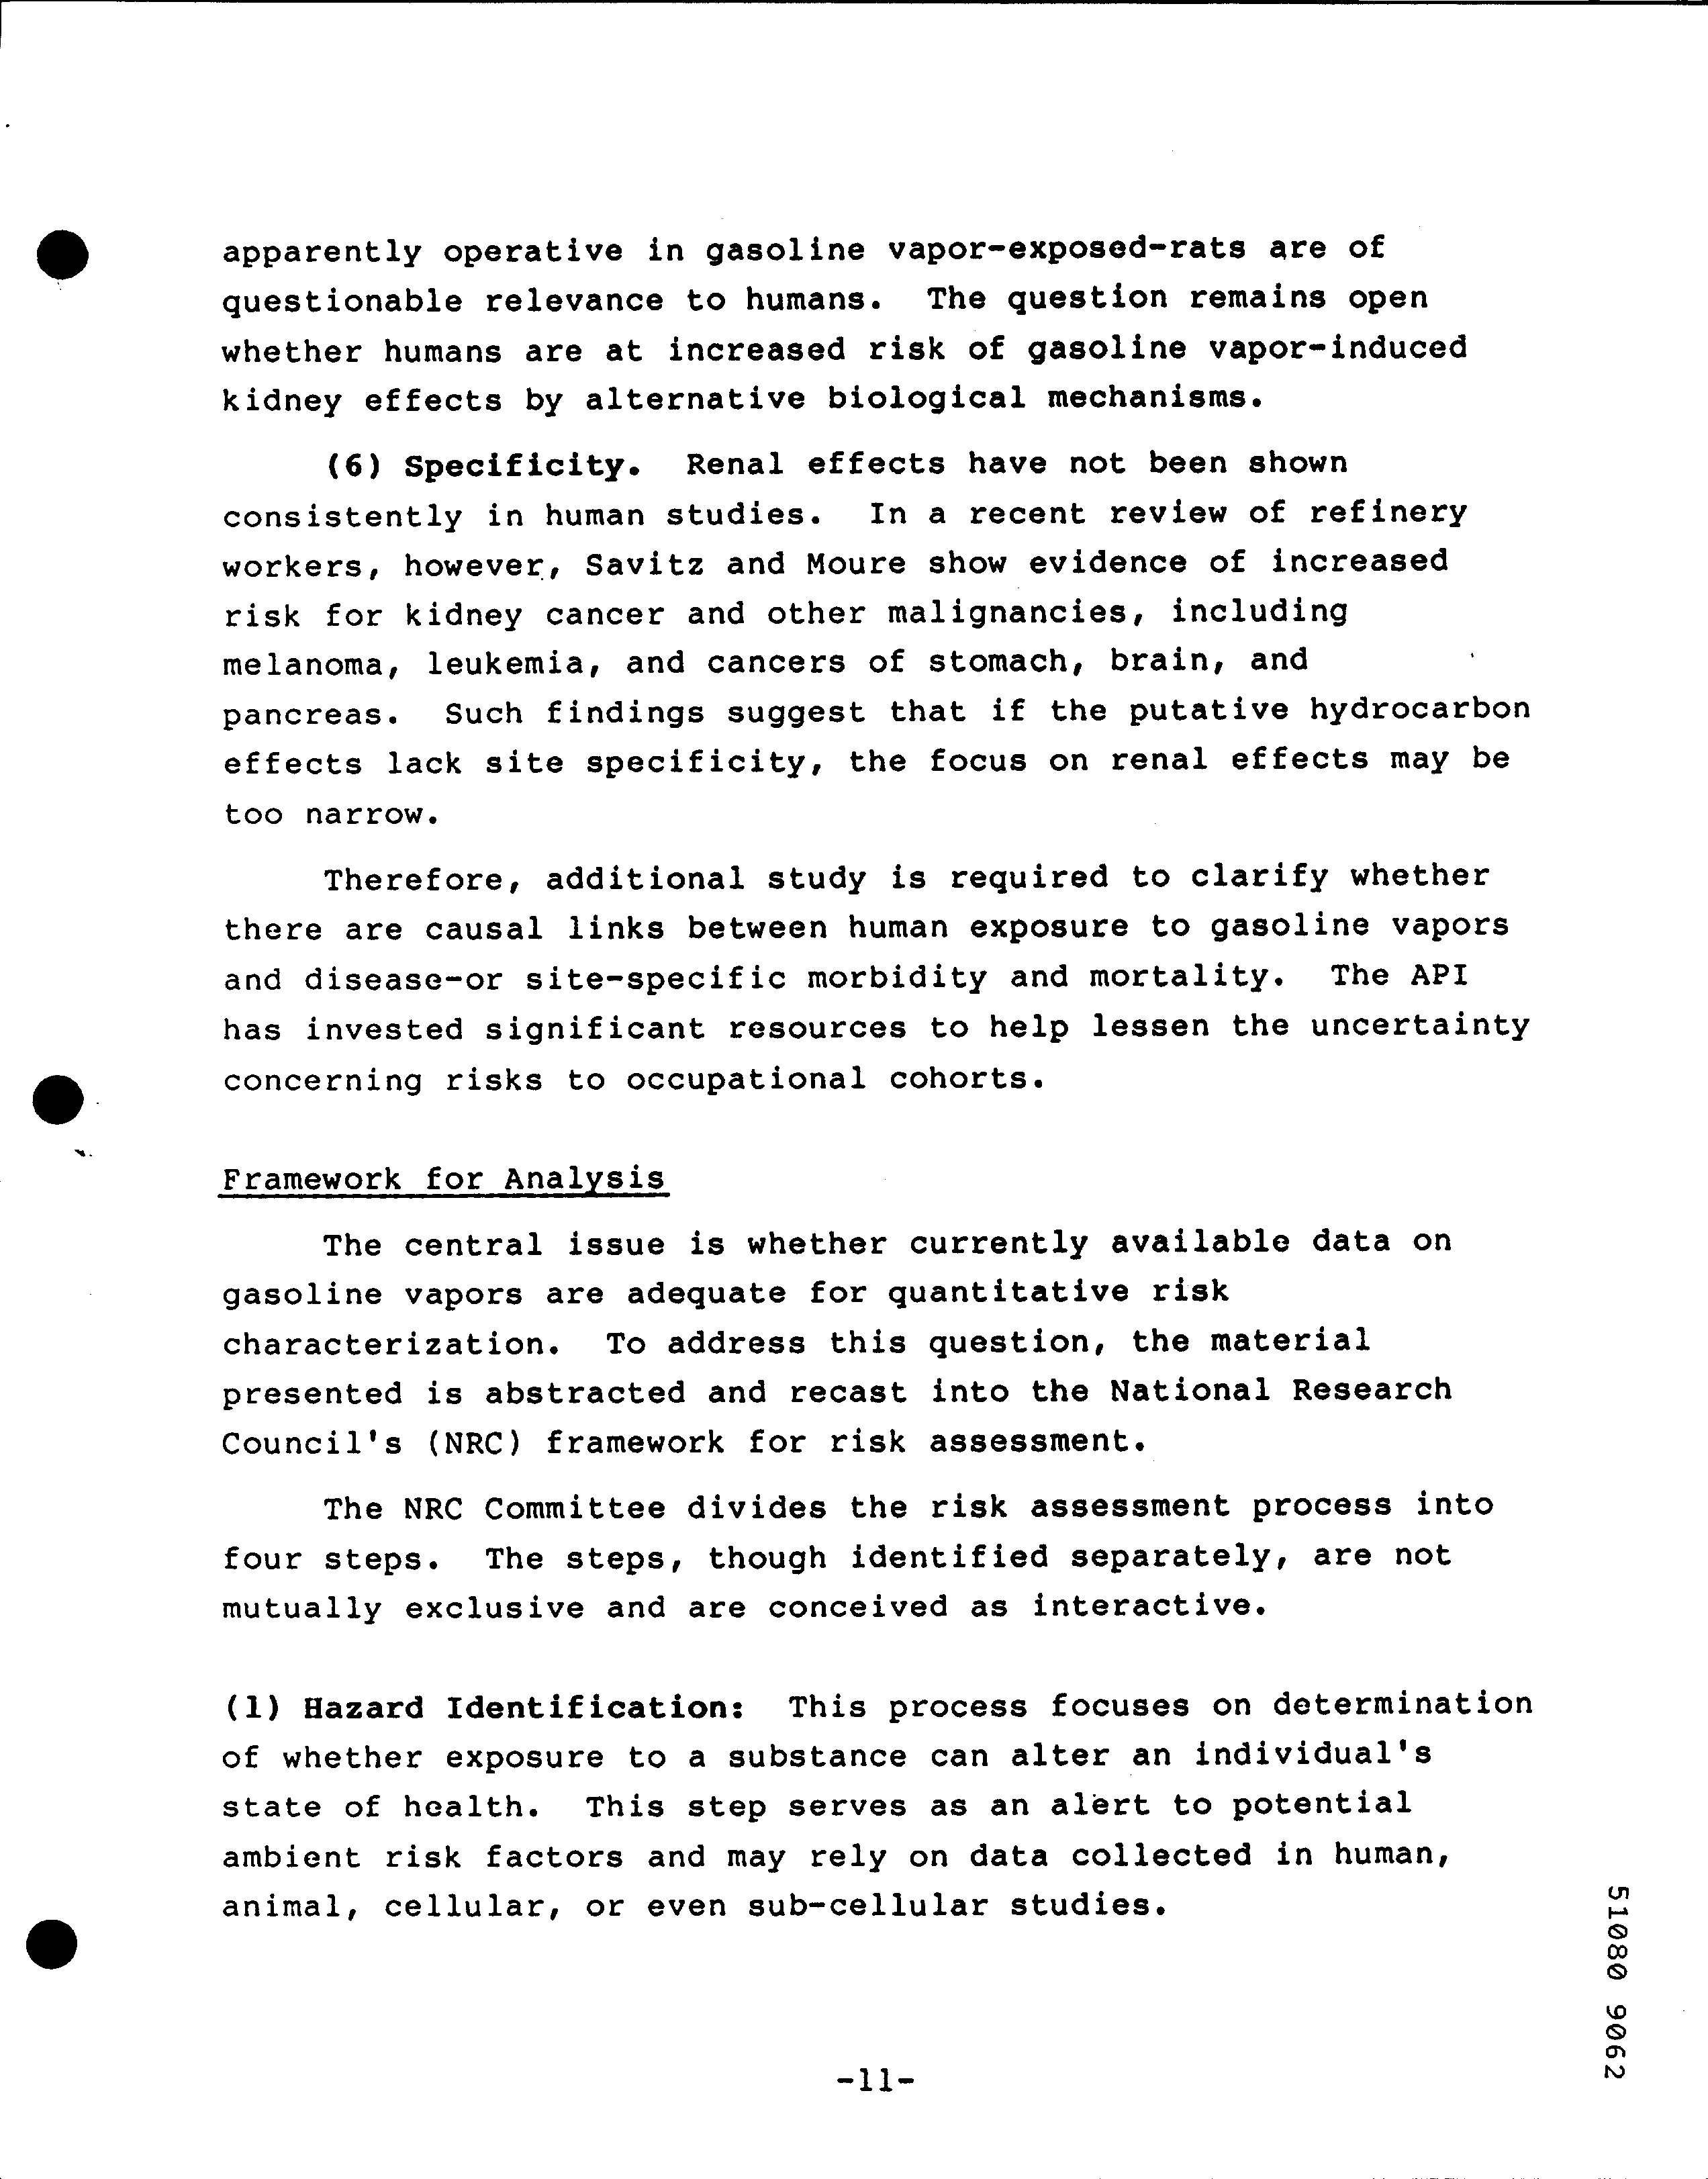 apparently operative in gasoline vapor-exposed-rats are of
questionable relevance to humans. The question remains open
whether humans are at increased risk of gasoline vapor-induced
kidney effects by alternative biological mechanisms.
(6) Specificity. Renal effects have not been shown
consistently in human studies. In a recent review of refinery
workers, however, Savitz and Moure show evidence of increased
risk for kidney cancer and other malignancies, including
melanoma, leukemia, and cancers of stomach, brain, and
pancreas. Such findings suggest that if the putative hydrocarbon
effects lack site specificity, the focus on renal effects may be
too narrow.
Therefore, additional study is required to clarify whether
there are causal links between human exposure to gasoline vapors
and disease-or site-specific morbidity and mortality. The API
has invested significant resources to help lessen the uncertainty
concerning risks to occupational cohorts.
Framework for Analysis
The central issue is whether currently available data on
gasoline vapors are adequate for quantitative risk
characterization. To address this question, the material
presented is abstracted and recast into the National Research
Council's (NRC) framework for risk assessment.
The NRC Committee divides the risk assessment process into
four steps. The steps, though identified separately, are not
mutually exclusive and are conceived as interactive.
(1) Hazard Identification: This process focuses on determination
of whether exposure to a substance can alter an individual's
state of health. This step serves as an alert to potential
ambient risk factors and may rely on data collected in human,
animal, cellular, or even sub-cellular studies.
-11-
51080 9062